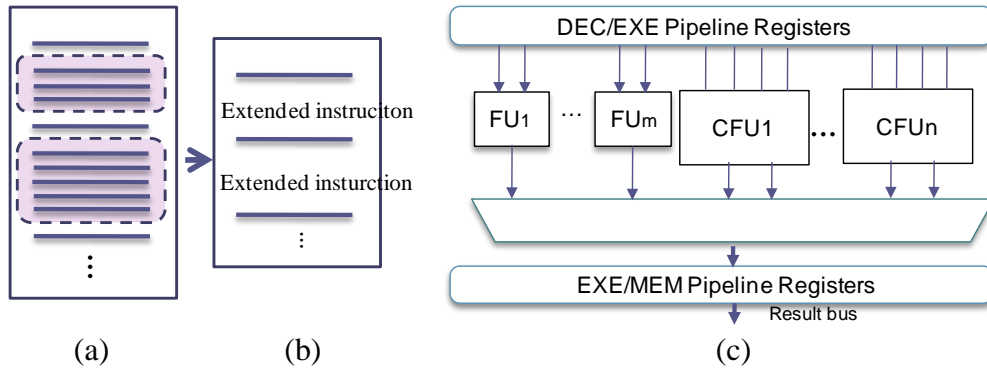 Extended instruciton
Extended insturction
⋮
⋮
(a)
(b)
DEC/EXE Pipeline Registers
FU1
...
FUm
CFU1
...
CFUn
EXE/MEM Pipeline Registers
Result bus
(c)